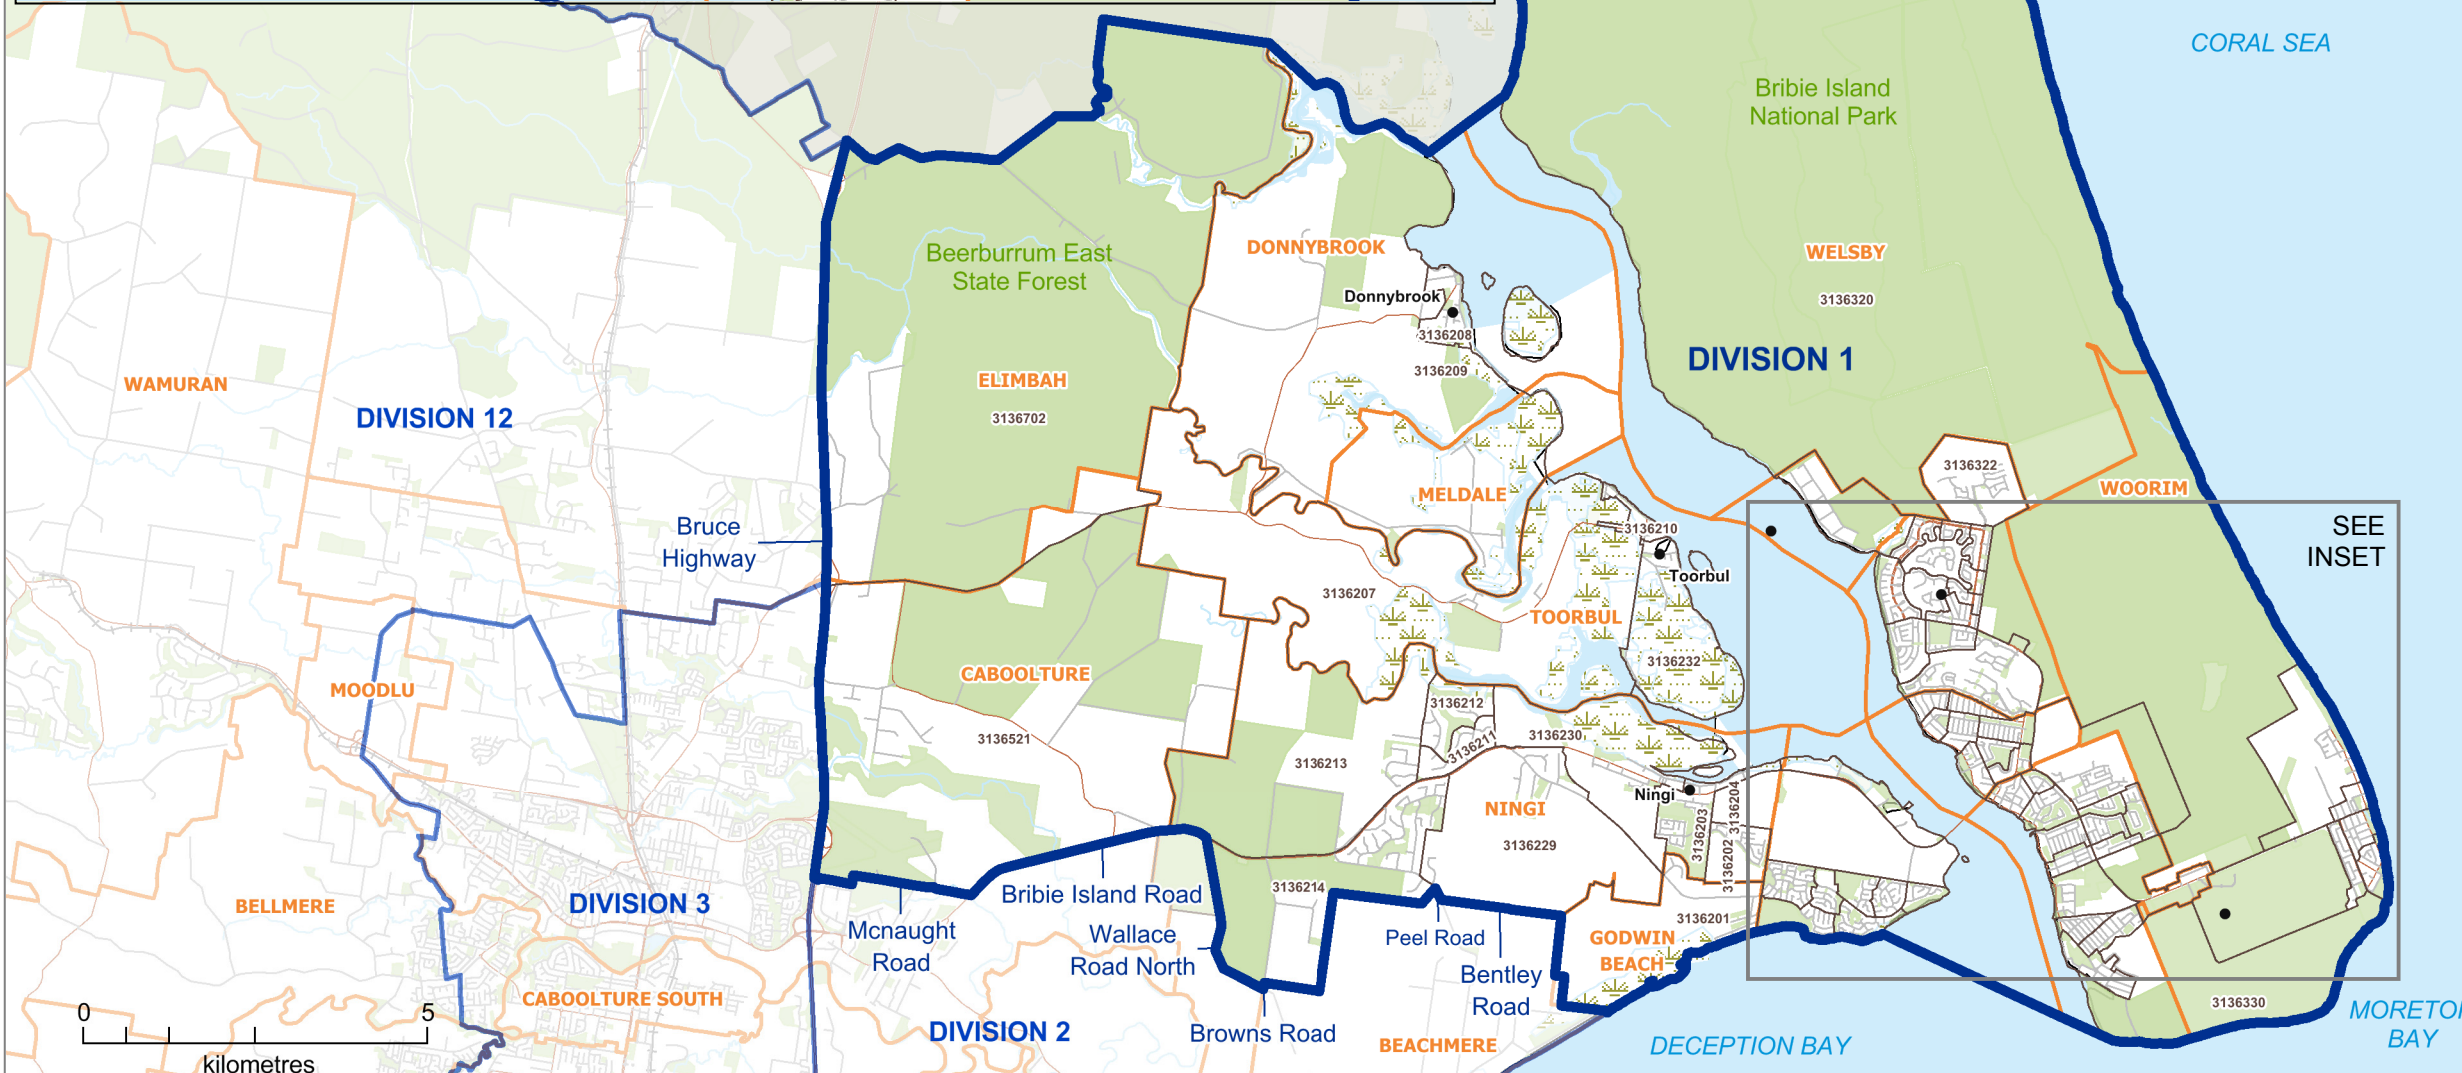 CORAL SEA
Bribie Island
National Park
DONNYBROOK
WELSBY
Beerburrum East
State Forest
Donnybrook
3136320
3136208
DIVISION 1
3136209
WAMURAN
ELIMBAH
DIVISION 12
3136702
3136322
MELDALE
WOORIM
Bruce
Highway
3136210
SEE
INSET
Toorbul
3136207
TOORBUL
3136232
CABOOLTURE
MOODLU
3136212
3136521
3136211
3136230
3136213
Ningi
3136204
NINGI
3136229
3136203
3136202
3136214
Bribie Island Road
BELLMERE
DIVISION 3
Mcnaught
Road
Wallace
Road North
Peel Road
3136201
GODWIN
BEACH
Bentley
Road
CABOOLTURE SOUTH
0
5
kilometres
DIVISION 2
Browns Road
BEACHMERE
DECEPTION BAY
3136330
MORETO
BAY